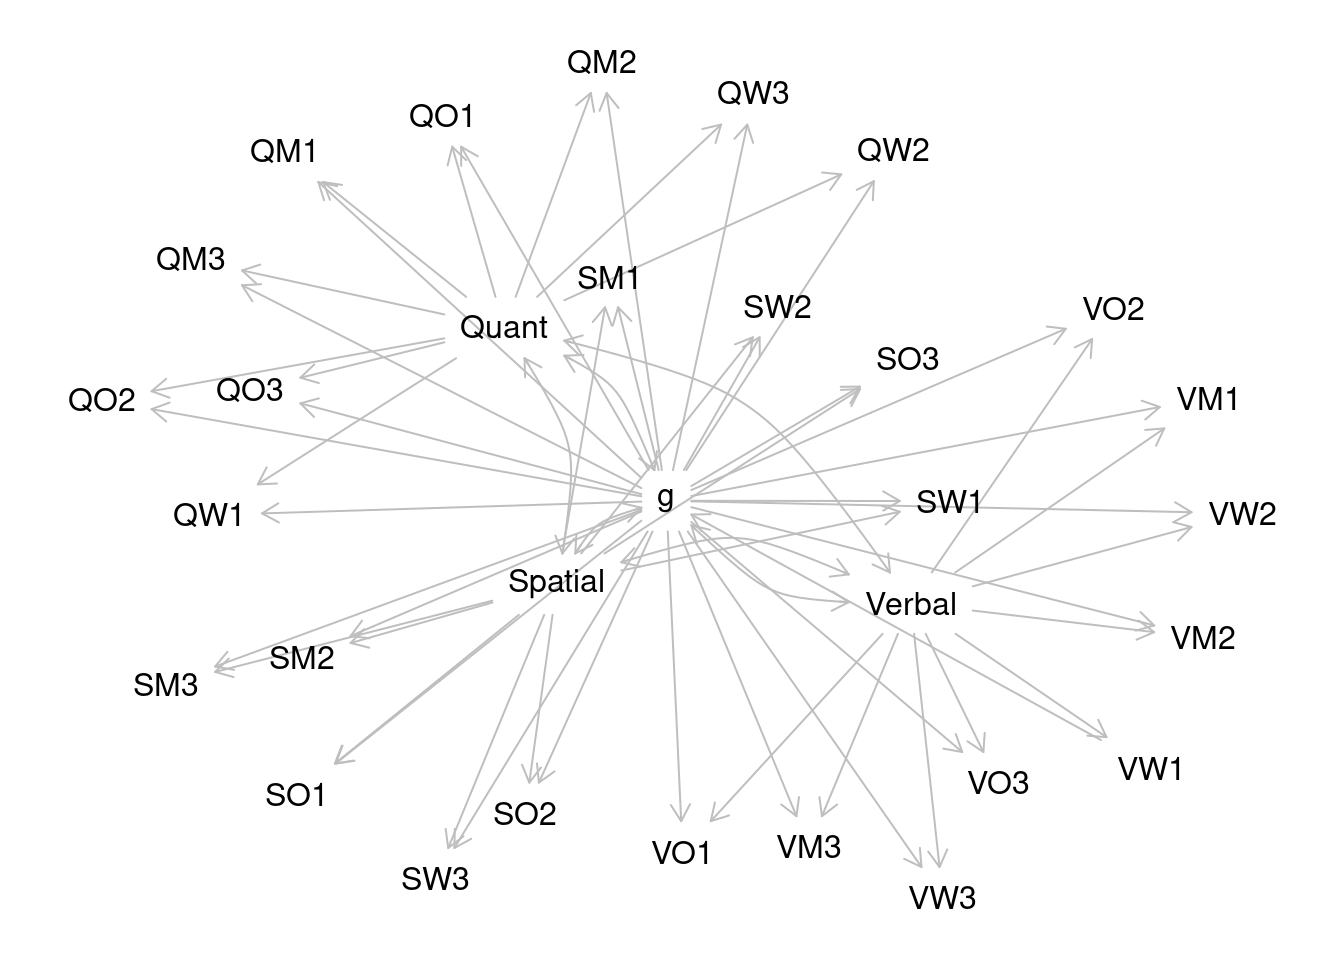 QM2
QW3
QO1
QM1
QW2
QM3
SM1
SW2
VO2
Quant
SO3
QO3
QO2
VM1
g
SW1
QW1
VW2
Spatial
Verbal
VM2
SM2
SM3
VW1
VO3
SO1
SO2
VM3
VO1
SW3
VW3